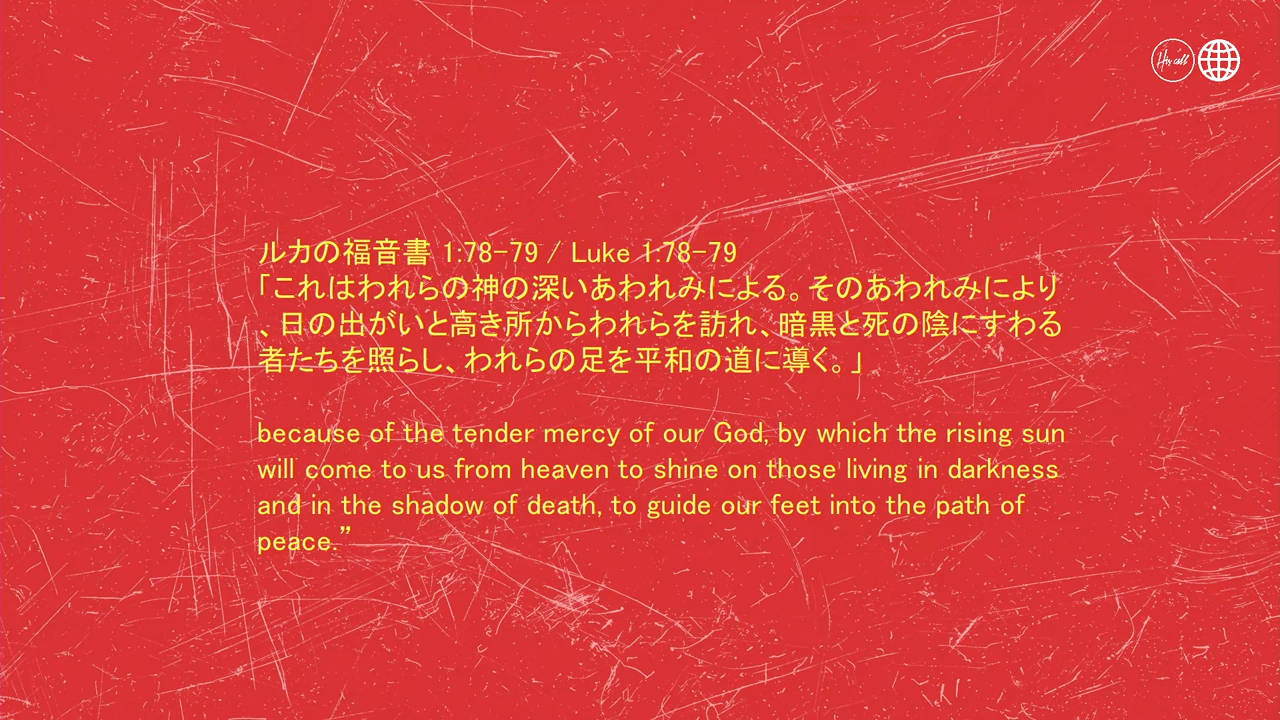 His call
ルカの福音書 1:78-79 / Luke 1:78-79
「これはわれらの神の深いあわれみによる。そのあわれみにより
、日の出がいと高き所からわれらを訪れ、暗黒と死の陰にすわる
者たちを照らし、われらの足を平和の道に導く。」
because of the tender mercy of our God, by which the rising sun
will come to us from heaven to shine on those living in darkness
and in the shadow of death, to guide our feet into the path of
peace.”